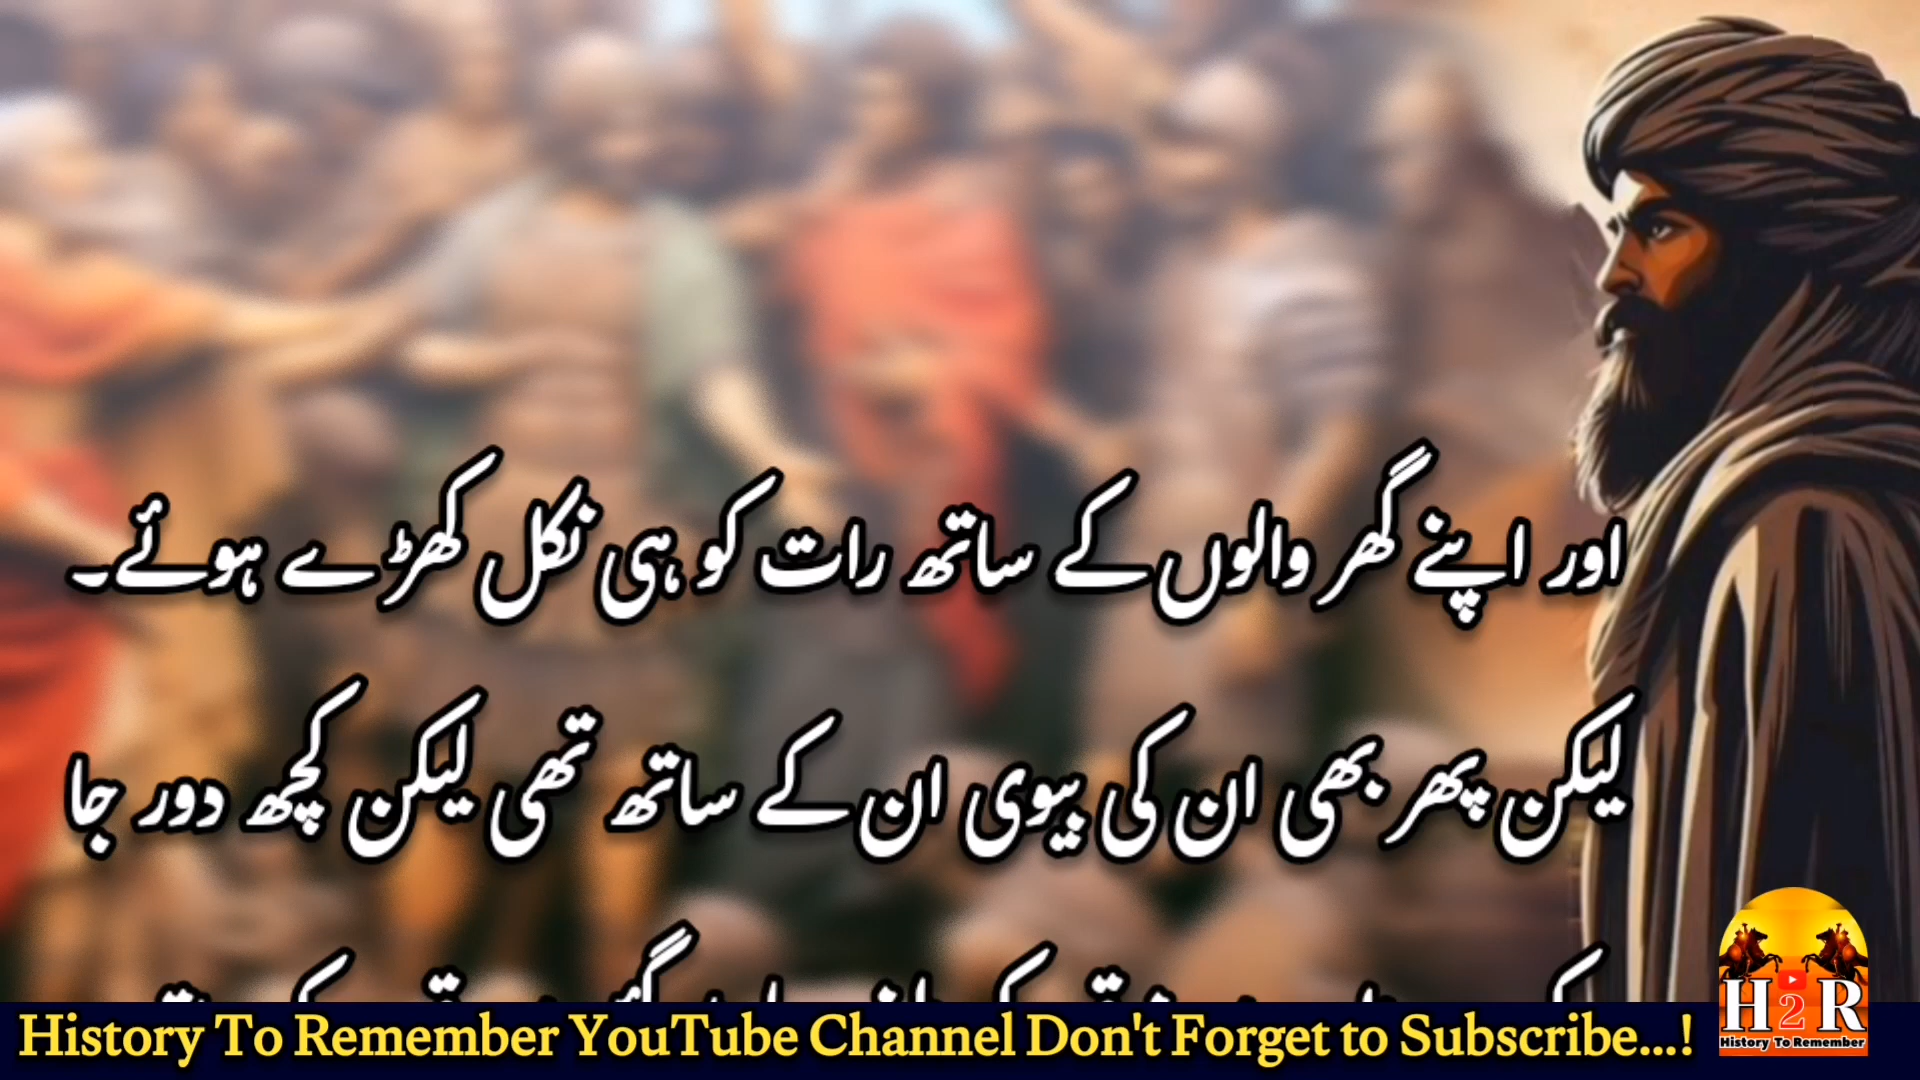 اور اپنے گھر والوں کے ساتھ رات کو ہی نکل کھڑے ہوئے۔
لیکن پھر بھی ان کی بیوی ان کے ساتھ تھی لیکن کچھ دور جا
History To Remember YouTube Channel Don't Forget to Subscribe...!
H2R
History To Remember